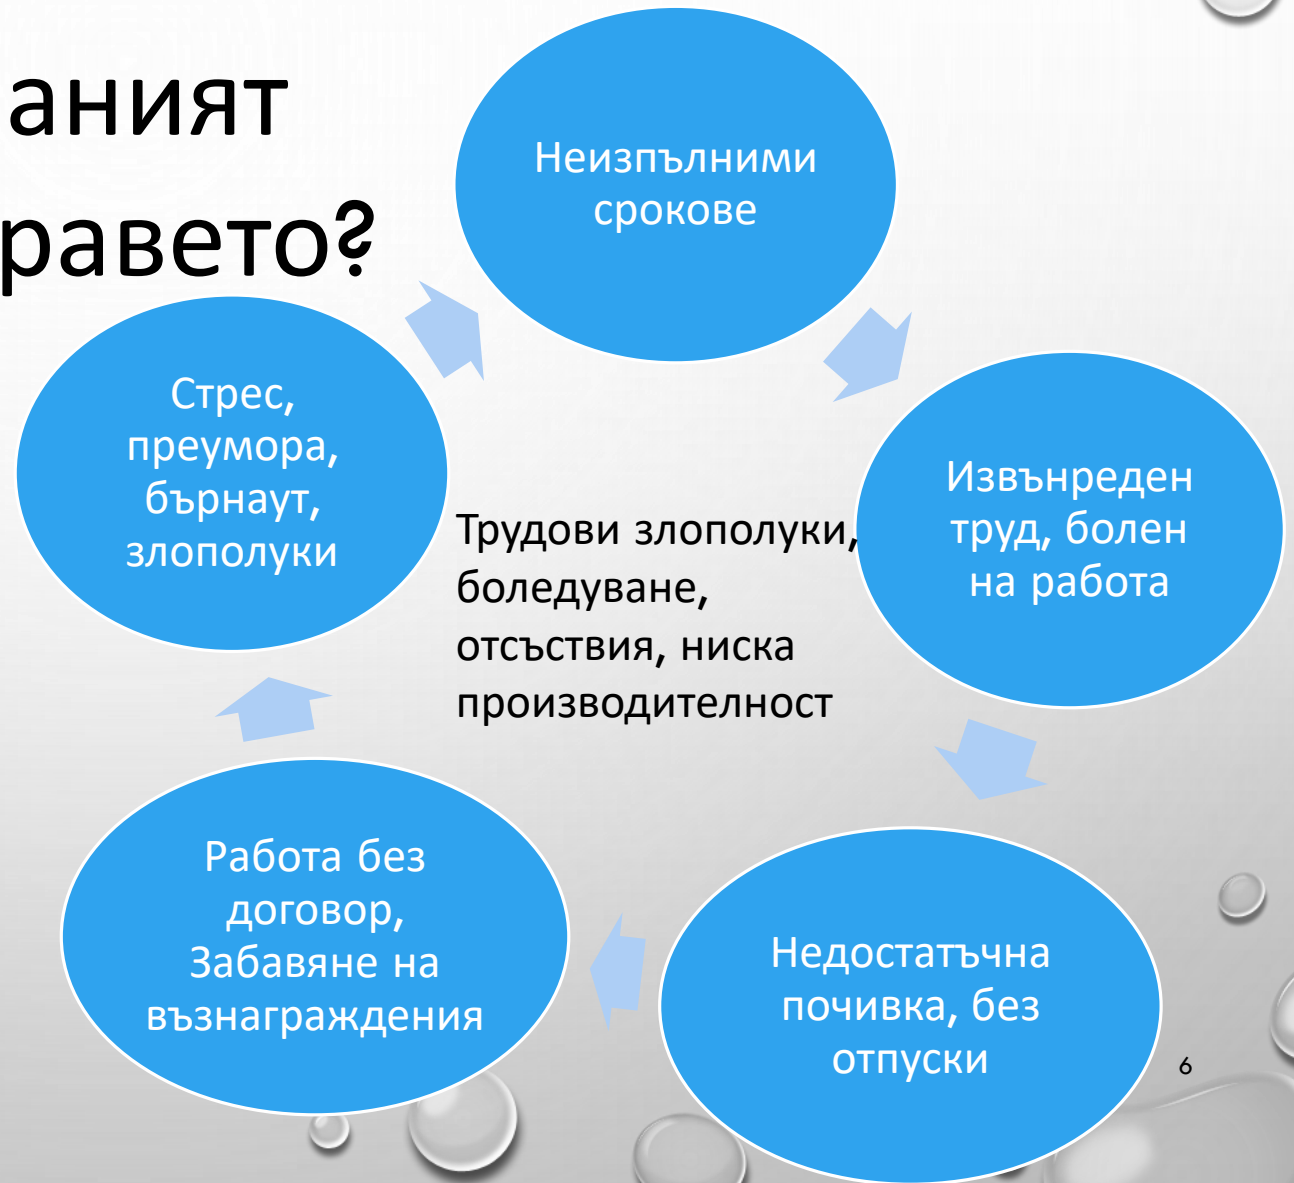 аният
равето?
Неизпълними
срокове
Извънреден
труд, болен
на работа
Недостатъчна
почивка, без
отпуски
Работа без
договор,
Забавяне на
възнаграждения
Стрес,
преумора,
бърнаут,
злополуки
Трудови злополуки,
боледуване,
отсъствия, ниска
производителност
6